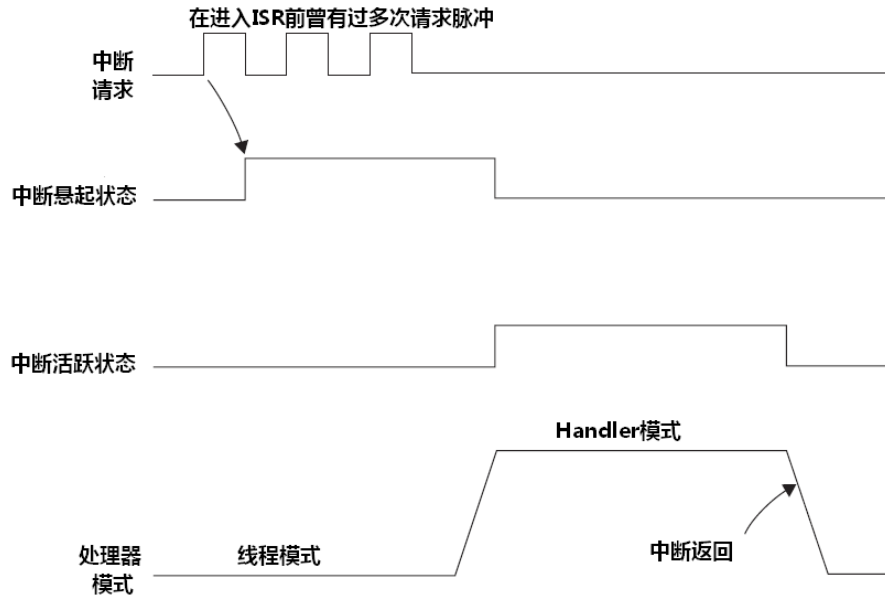 在进入ISR前曾有过多次请求脉冲
中断
请求
中断悬起状态
中断活跃状态
Handler模式
处理器
模式
线程模式
中断返回